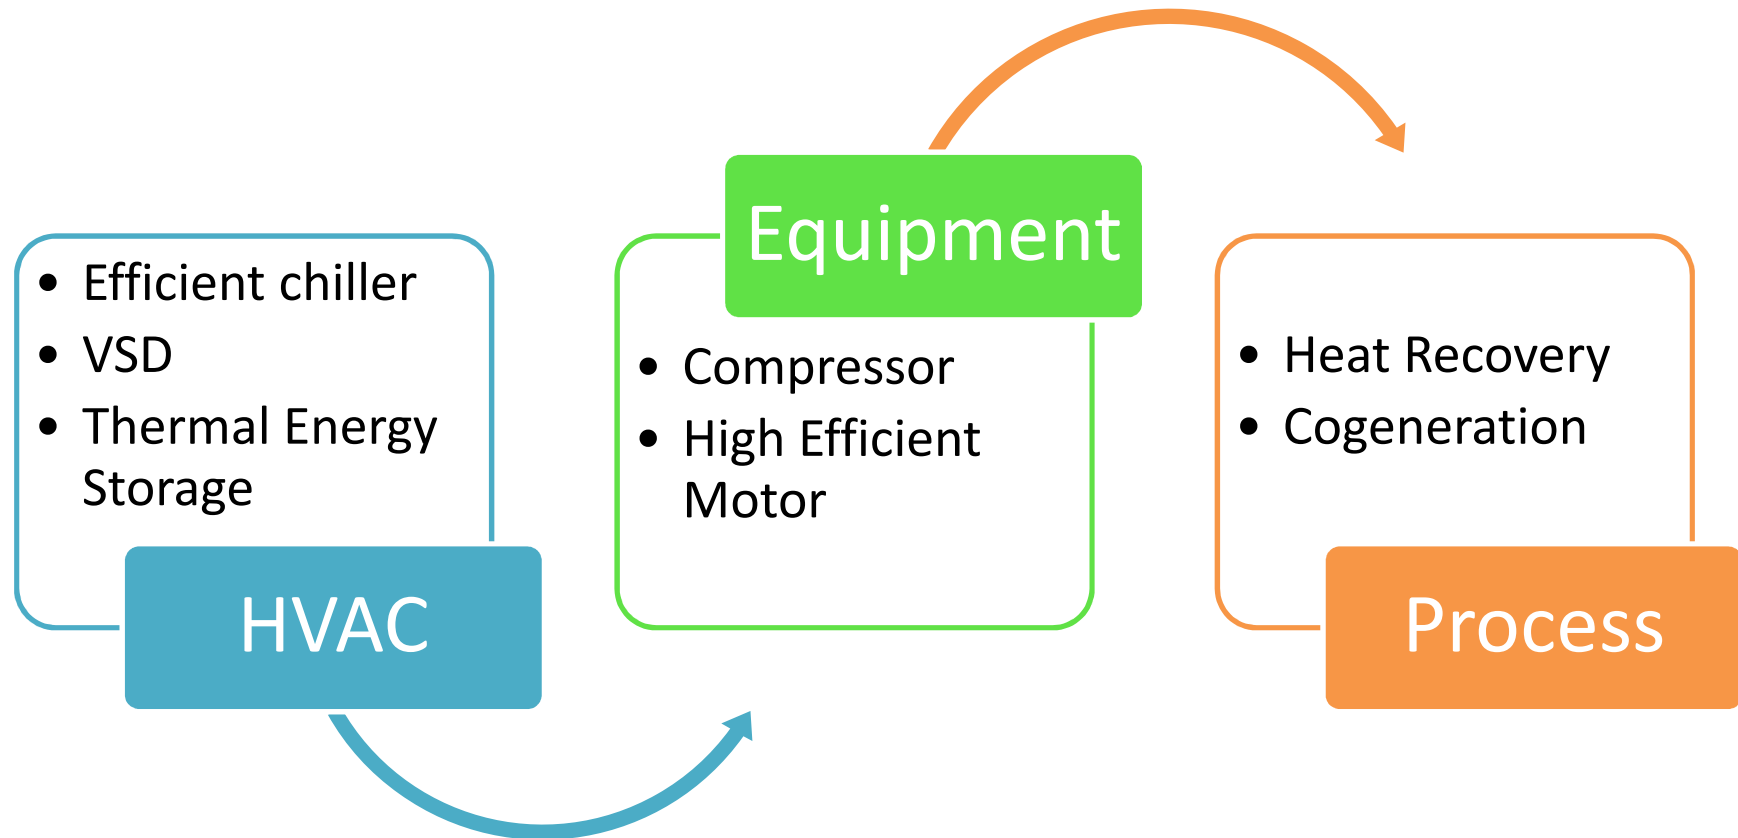 • Efficient chiller
• VSD
• Thermal Energy
Storage
HVAC
Equipment
• Compressor
• High Efficient
Motor
• Heat Recovery
• Cogeneration
Process